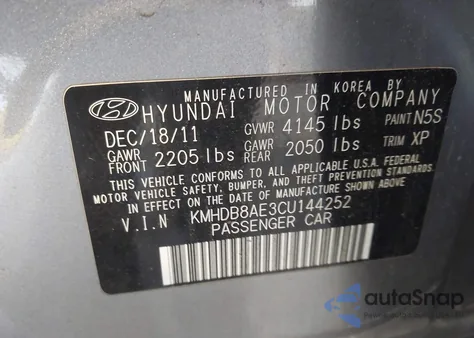 MANUFACTURED IN KOREA BY
HYUNDAI MOTOR COMPANY
DEC/18/11 GVWR 4145 lbs PAINT N5S
GAWR FRONT 2205 lbs GAWR REAR 2050 lbs TRIM XP
THIS VEHICLE CONFORMS TO ALL APPLICABLE U.S.A. FEDERAL
MOTOR VEHICLE SAFETY, BUMPER, AND THEFT PREVENTION STANDARDS
IN EFFECT ON THE DATE OF MANUFACTURE SHOWN ABOVE.
V.I.N KMHDB8AE3CU144252
PASSENGER CAR
autoSnap